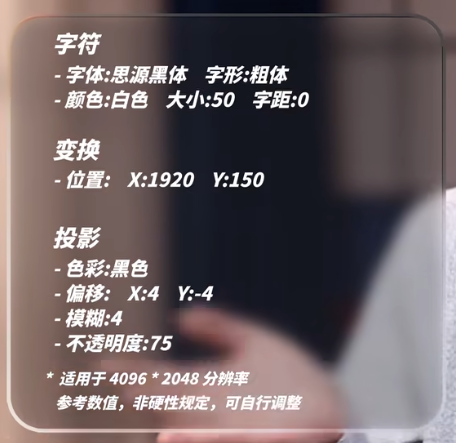 字符
- 字体:思源黑体 字形:粗体
- 颜色:白色 大小:50 字距:0
变换
- 位置: X:1920 Y:150
投影
- 色彩:黑色
- 偏移: X:4 Y:-4
- 模糊:4
- 不透明度:75
* 适用于 4096 * 2048 分辨率
参考数值，非硬性规定，可自行调整